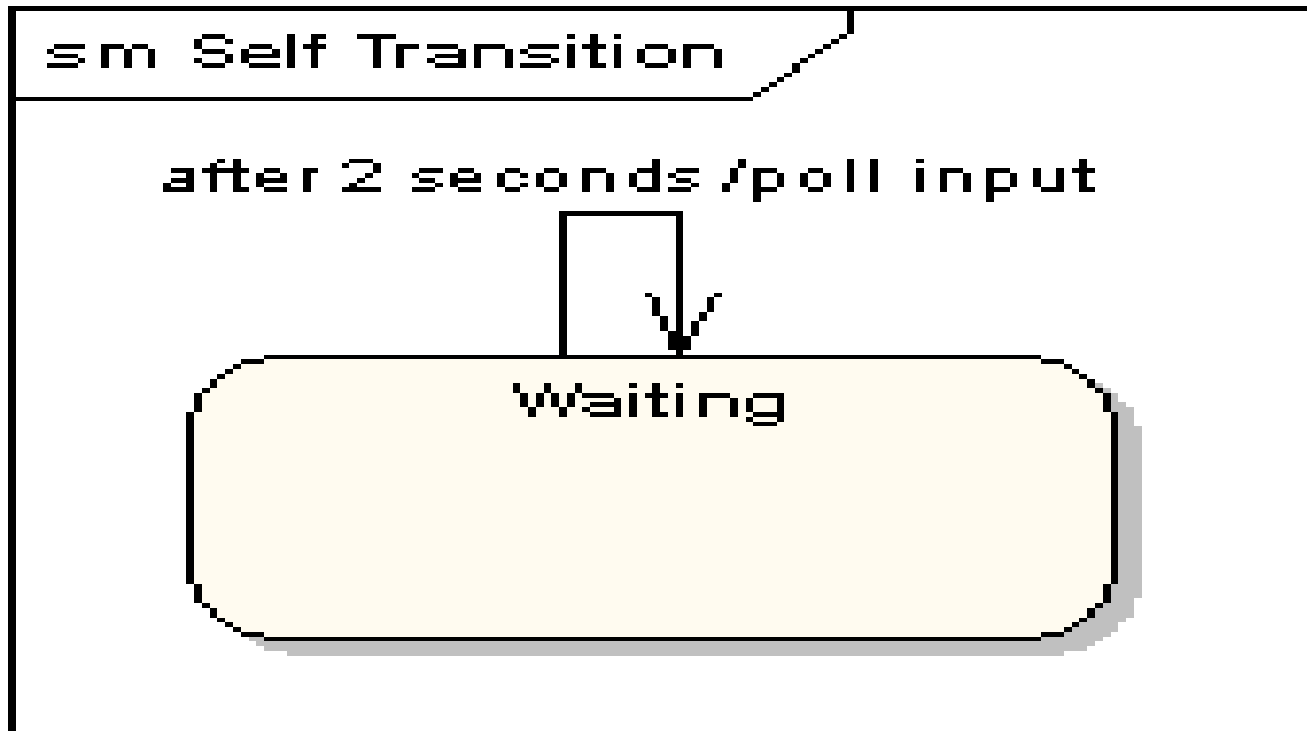 sm Self Transition
after 2 seconds /poll input
Waiting